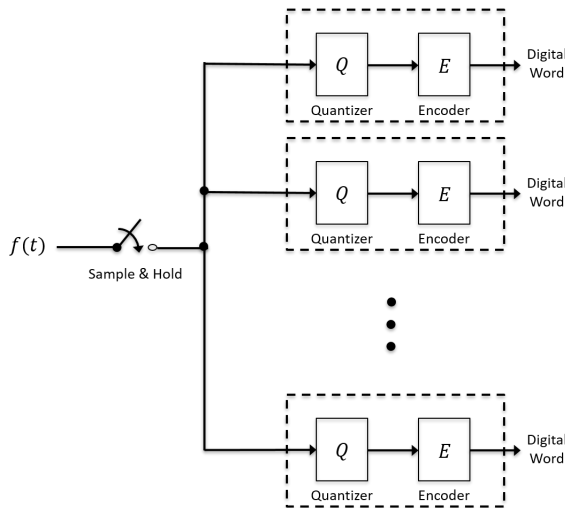 Q
E
Digital
Word
Quantizer
Encoder
Q
E
Digital
Word
Quantizer
Encoder
f(t)
Sample & Hold
Q
E
Digital
Word
Quantizer
Encoder